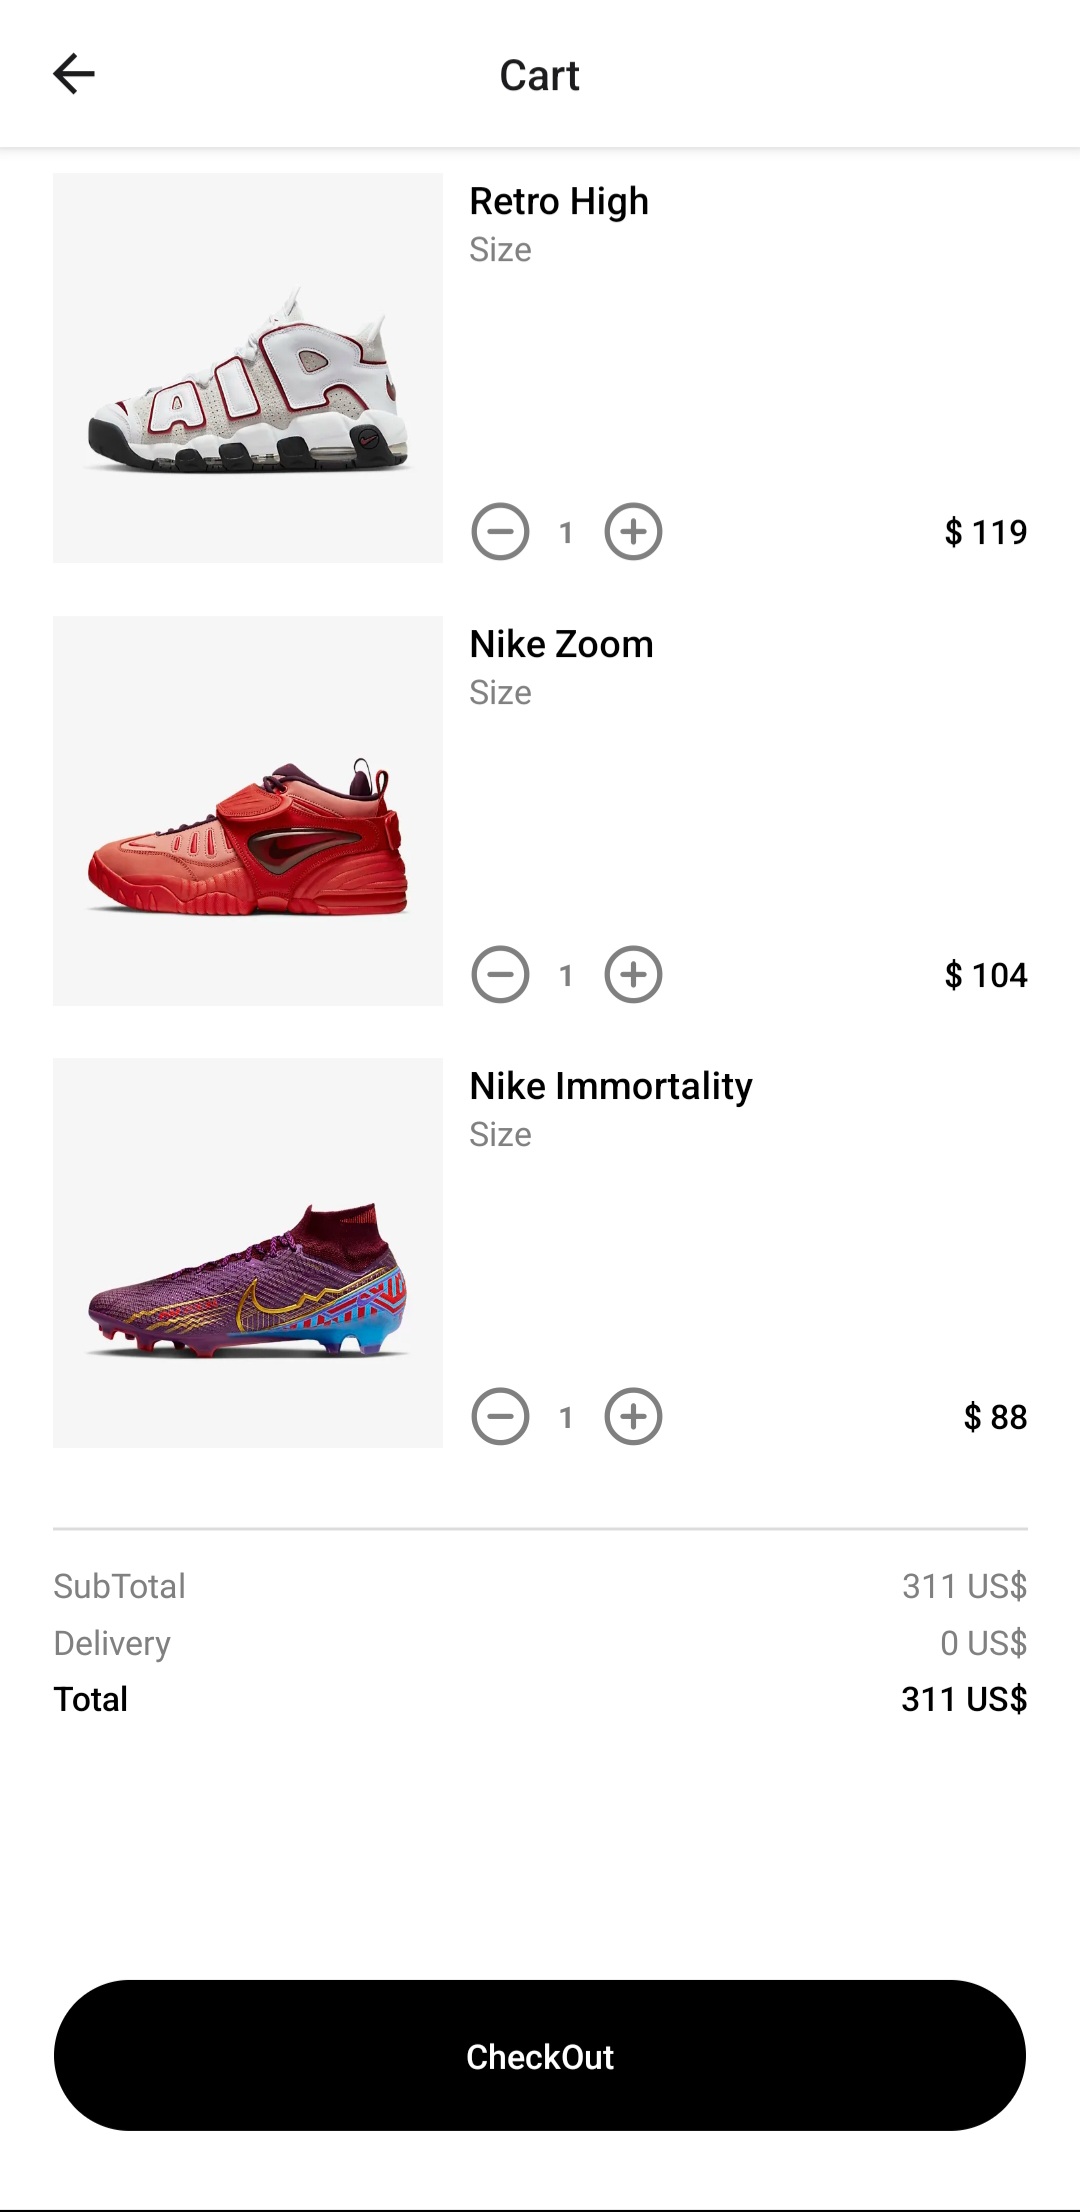 Cart
Retro High
Size
AIR
1
$ 119
Nike Zoom
Size
1
$ 104
Nike Immortality
Size
1
$ 88
SubTotal
311 US$
Delivery
0 US$
Total
311 US$
CheckOut